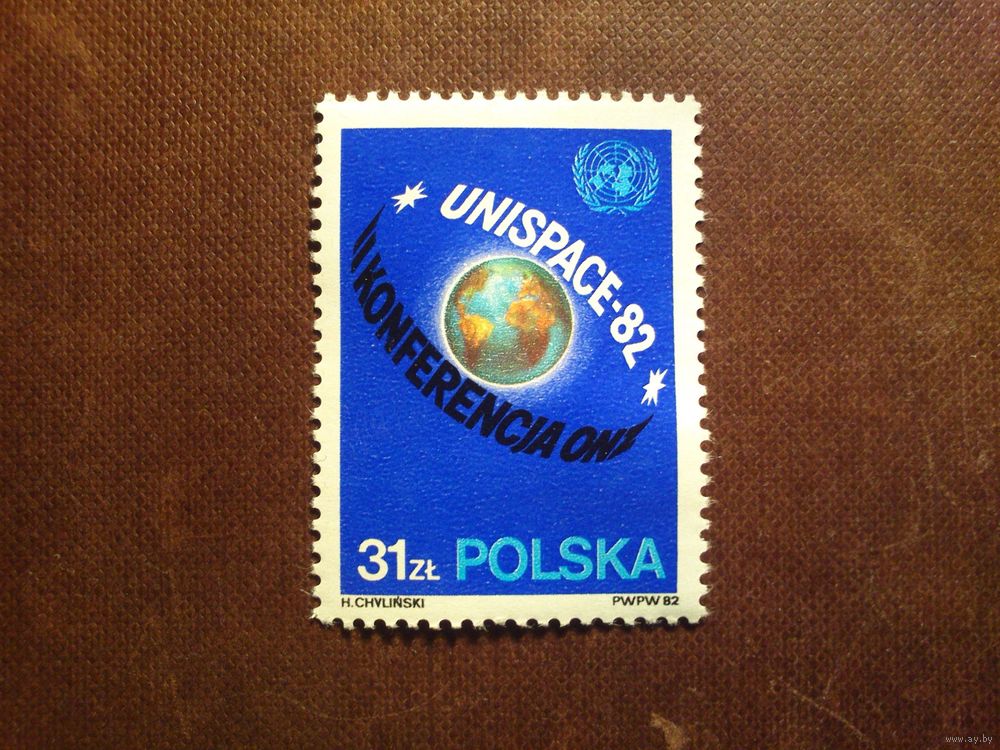 UNISPACE-82
II KONFERENCJA ONZ
31ZŁ POLSKA
H.CHYLIŃSKI PWPW 82
www.ay.by